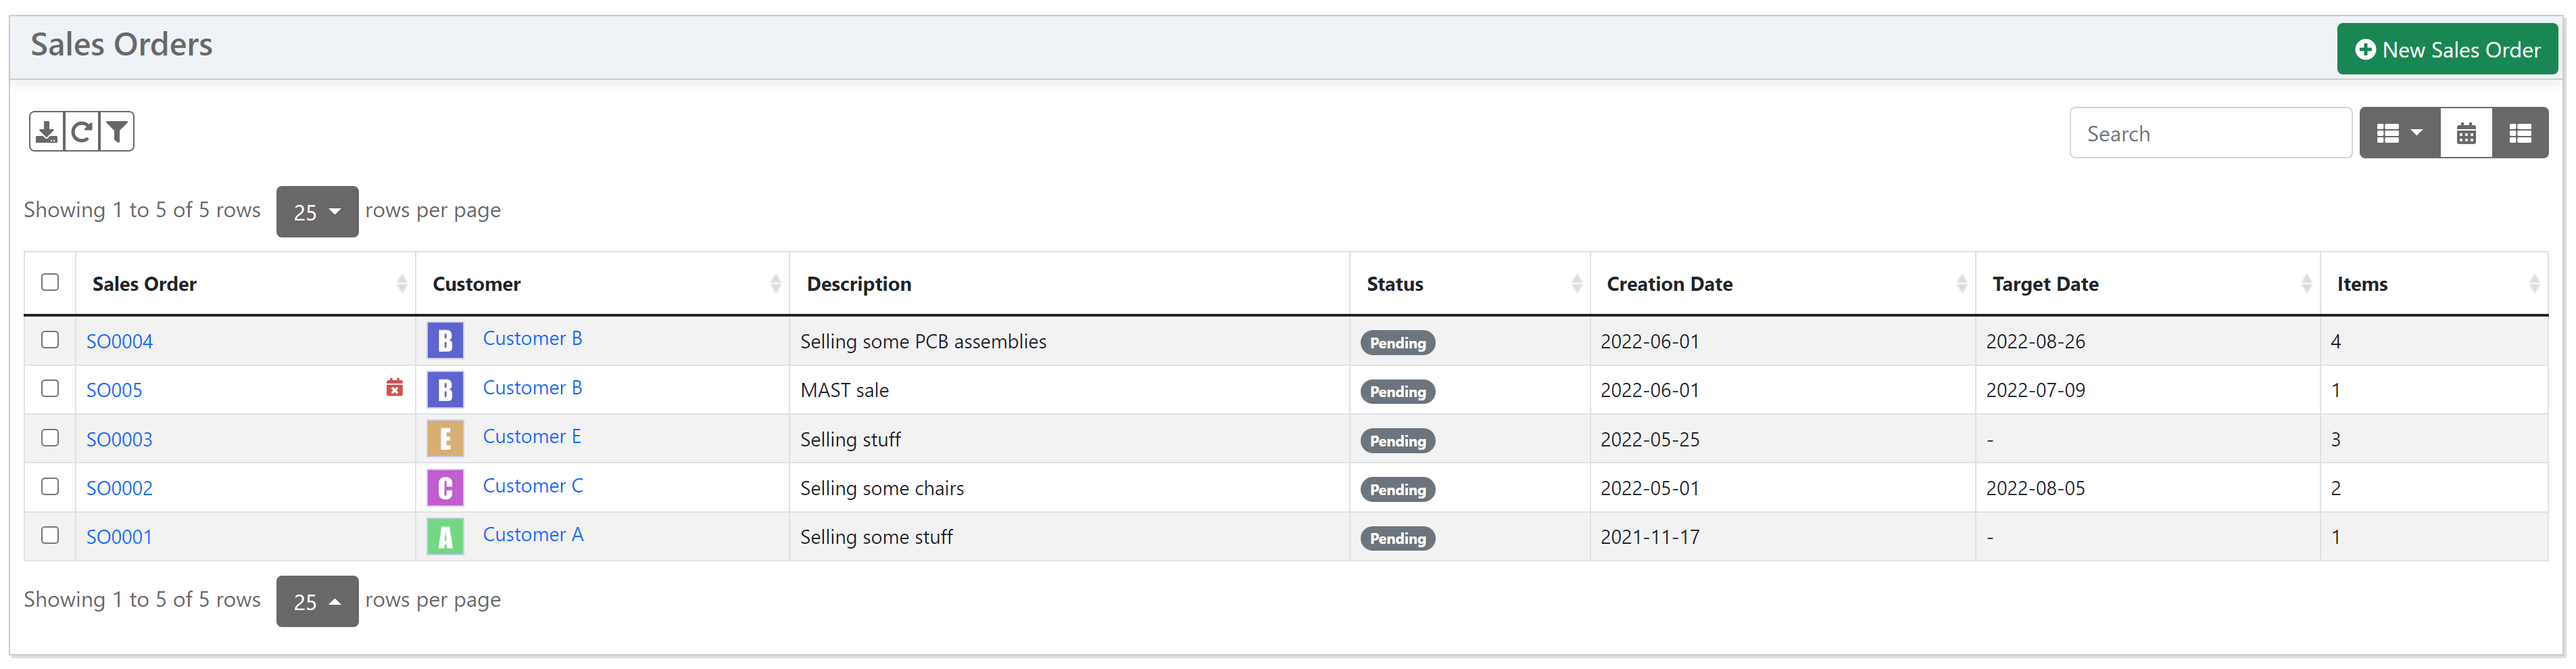 Sales Orders
New Sales Order
Search
Showing 1 to 5 of 5 rows 25 rows per page
Sales Order Customer Description Status Creation Date Target Date Items
SO0004 B Customer B Selling some PCB assemblies Pending 2022-06-01 2022-08-26 4
SO005 B Customer B MAST sale Pending 2022-06-01 2022-07-09 1
SO0003 E Customer E Selling stuff Pending 2022-05-25 - 3
SO0002 C Customer C Selling some chairs Pending 2022-05-01 2022-08-05 2
SO0001 A Customer A Selling some stuff Pending 2021-11-17 - 1
Showing 1 to 5 of 5 rows 25 rows per page